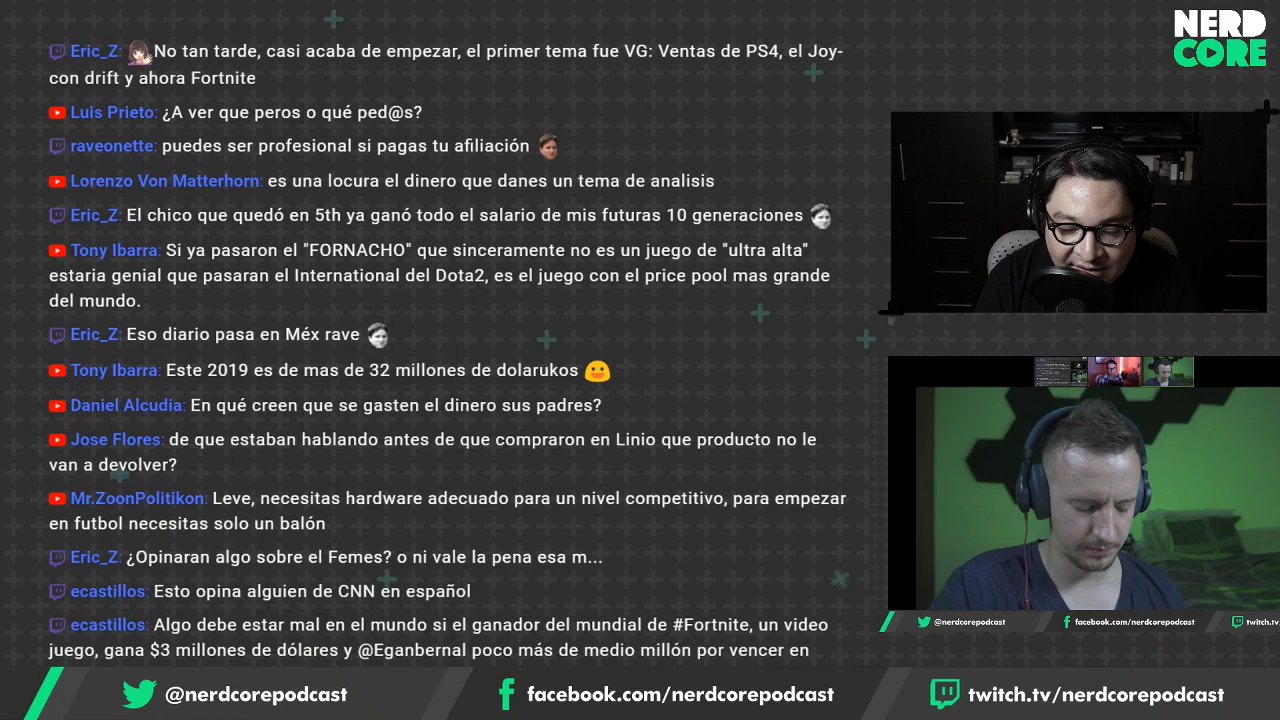 NERD
CORE
Eric_Z: No tan tarde, casi acaba de empezar, el primer tema fue VG: Ventas de PS4, el Joy-
con drift y ahora Fortnite
Luis Prieto: ¿A ver que peros o qué ped@s?
raveonette: puedes ser profesional si pagas tu afiliación
Lorenzo Von Matterhorn: es una locura el dinero que danes un tema de analisis
Eric_Z: El chico que quedó en 5th ya ganó todo el salario de mis futuras 10 generaciones
Tony Ibarra: Si ya pasaron el "FORNACHO" que sinceramente no es un juego de "ultra alta"
estaria genial que pasaran el International del Dota2, es el juego con el price pool mas grande
del mundo.
Eric_Z: Eso diario pasa en Méx rave
Tony Ibarra: Este 2019 es de mas de 32 millones de dolarukos
Daniel Alcudia: En qué creen que se gasten el dinero sus padres?
Jose Flores: de que estaban hablando antes de que compraron en Linio que producto no le
van a devolver?
Mr.ZoonPolitikon: Leve, necesitas hardware adecuado para un nivel competitivo, para empezar
en futbol necesitas solo un balón
Eric_Z: ¿Opinaran algo sobre el Femes? o ni vale la pena esa m...
ecastillos: Esto opina alguien de CNN en español
ecastillos: Algo debe estar mal en el mundo si el ganador del mundial de #Fortnite, un video
juego, gana $3 millones de dólares y @Eganbernal poco más de medio millón por vencer en
@nerdcorepodcast facebook.com/nerdcorepodcast twitch.tv
@nerdcorepodcast facebook.com/nerdcorepodcast twitch.tv/nerdcorepodcast